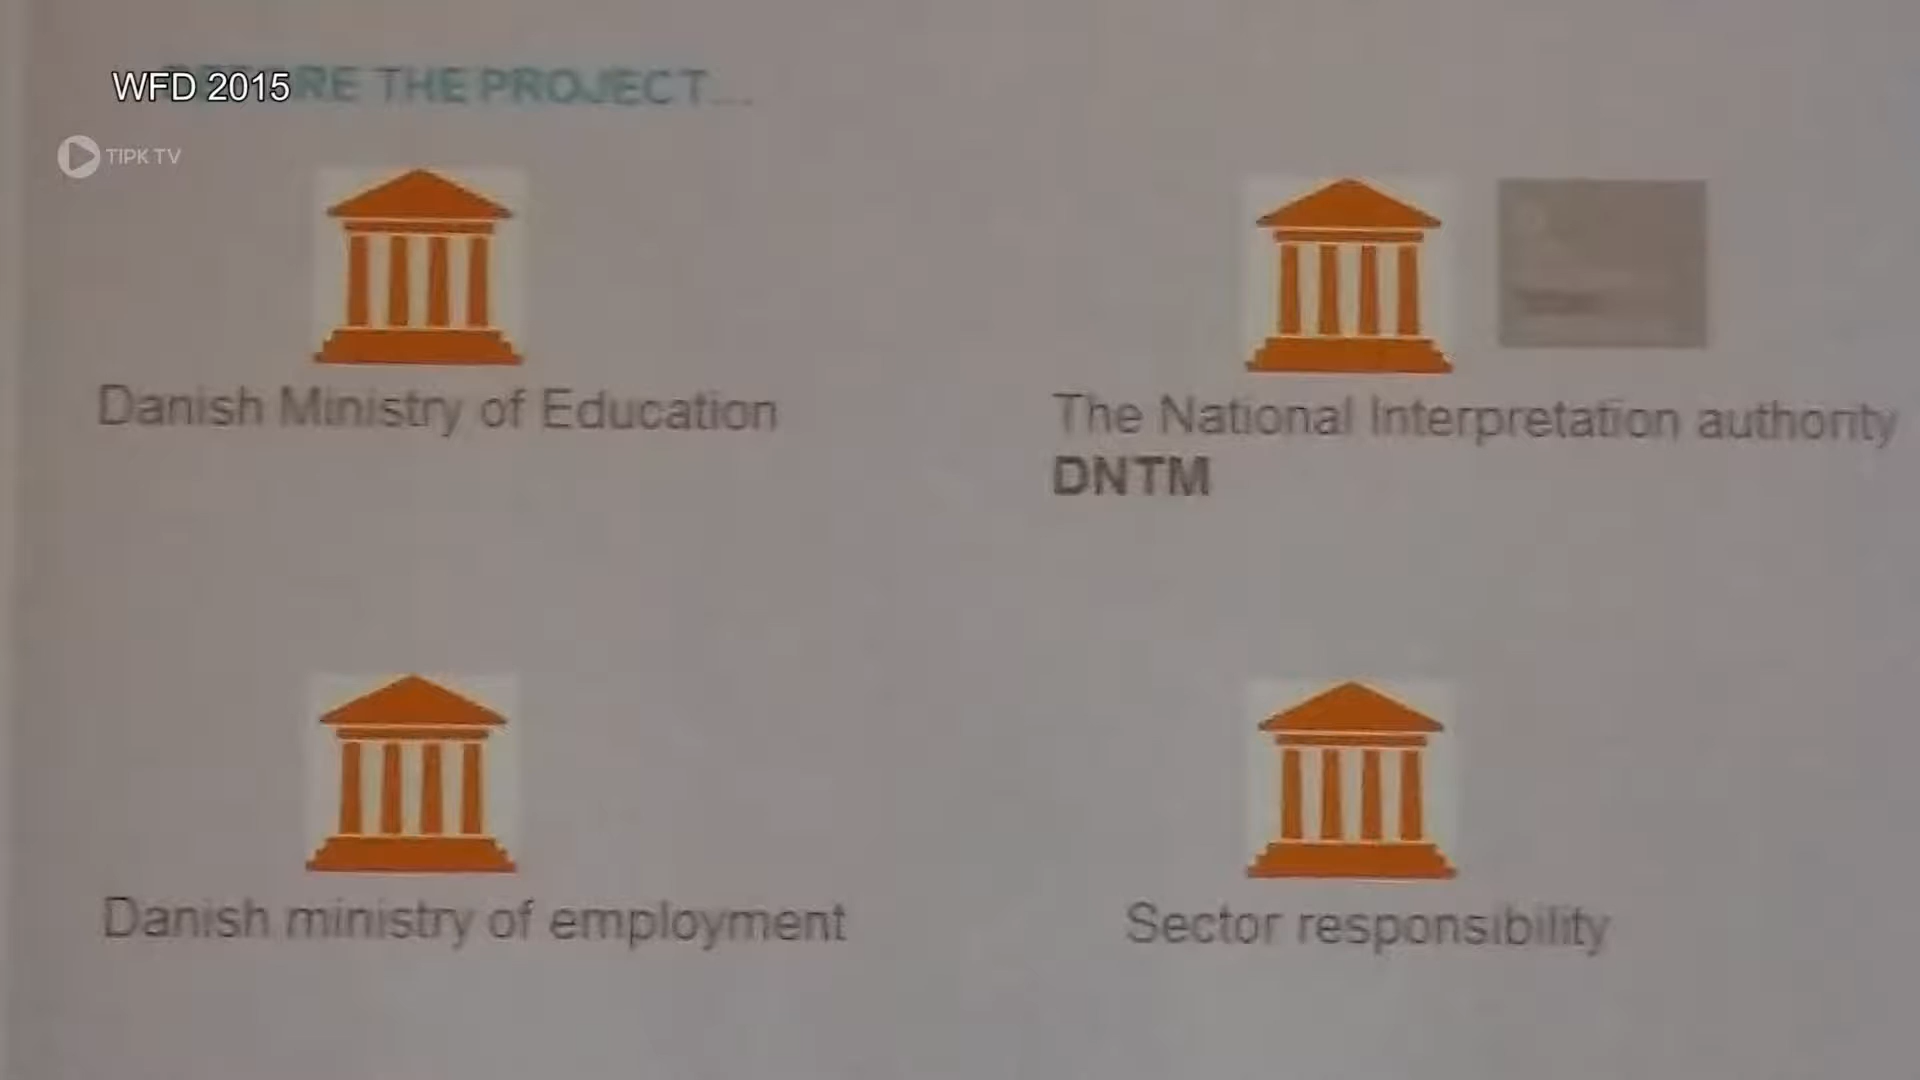 WFD 2015
THE PROJECT...
TIPK TV
Danish Ministry of Education
The National Interpretation authority
DNTM
Danish ministry of employment
Sector responsibility